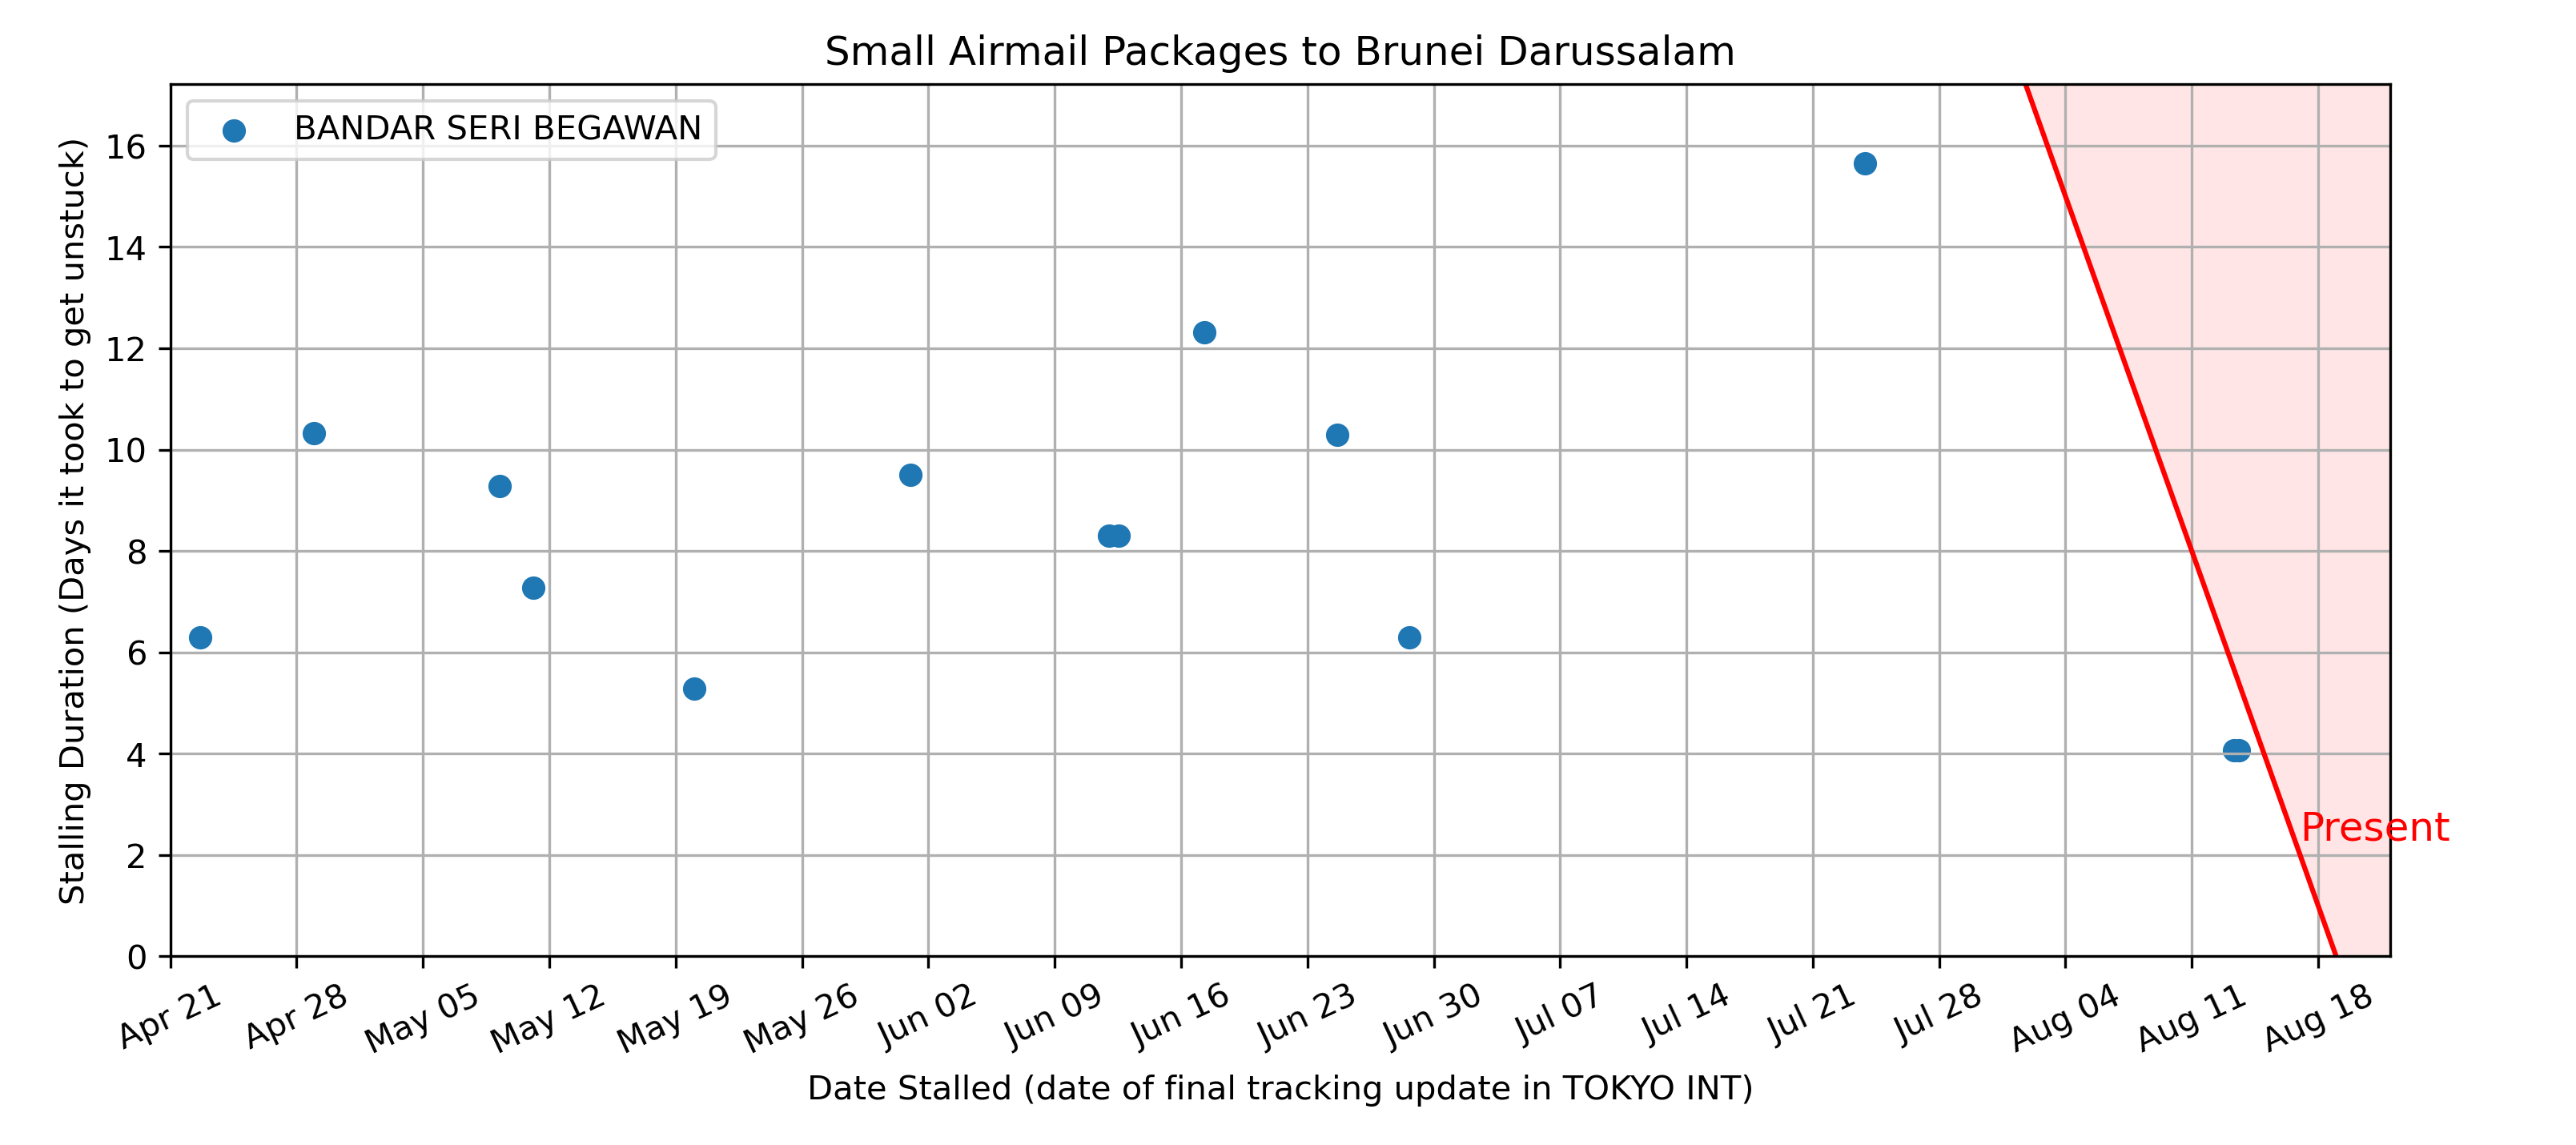 Small Airmail Packages to Brunei Darussalam
BANDAR SERI BEGAWAN
Stalling Duration (Days it took to get unstuck)
16
14
12
10
8
6
4
2
0
Present
Apr 21
Apr 28
May 05
May 12
May 19
May 26
Jun 02
Jun 09
Jun 16
Jun 23
Jun 30
Jul 07
Jul 14
Jul 21
Jul 28
Aug 04
Aug 11
Aug 18
Date Stalled (date of final tracking update in TOKYO INT)